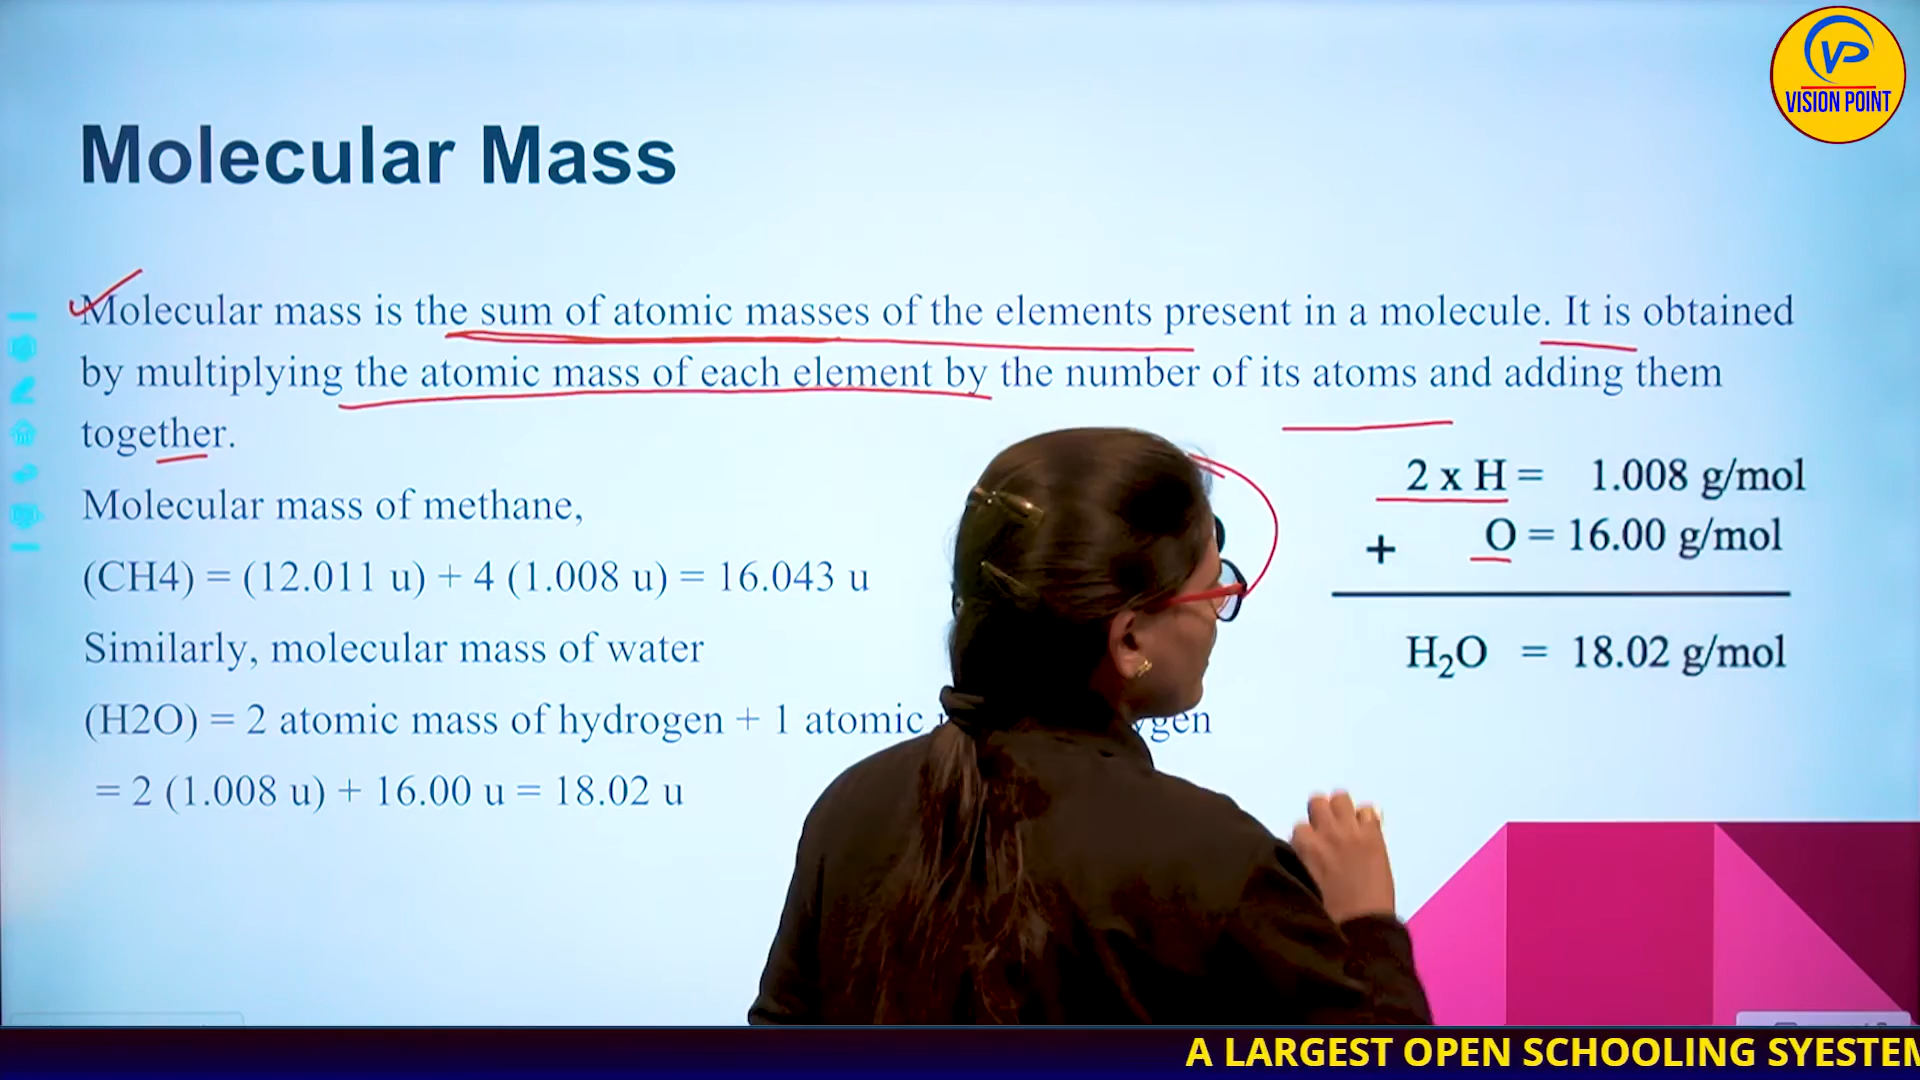 VP
VISION POINT
Molecular Mass
Molecular mass is the sum of atomic masses of the elements present in a molecule. It is obtained
by multiplying the atomic mass of each element by the number of its atoms and adding them
together.
Molecular mass of methane,
(CH4) = (12.011 u) + 4 (1.008 u) = 16.043 u
Similarly, molecular mass of water
(H2O) = 2 atomic mass of hydrogen + 1 atomic
= 2 (1.008 u) + 16.00 u = 18.02 u
2 x H = 1.008 g/mol
+ O = 16.00 g/mol
H₂O = 18.02 g/mol
A LARGEST OPEN SCHOOLING SYESTEM